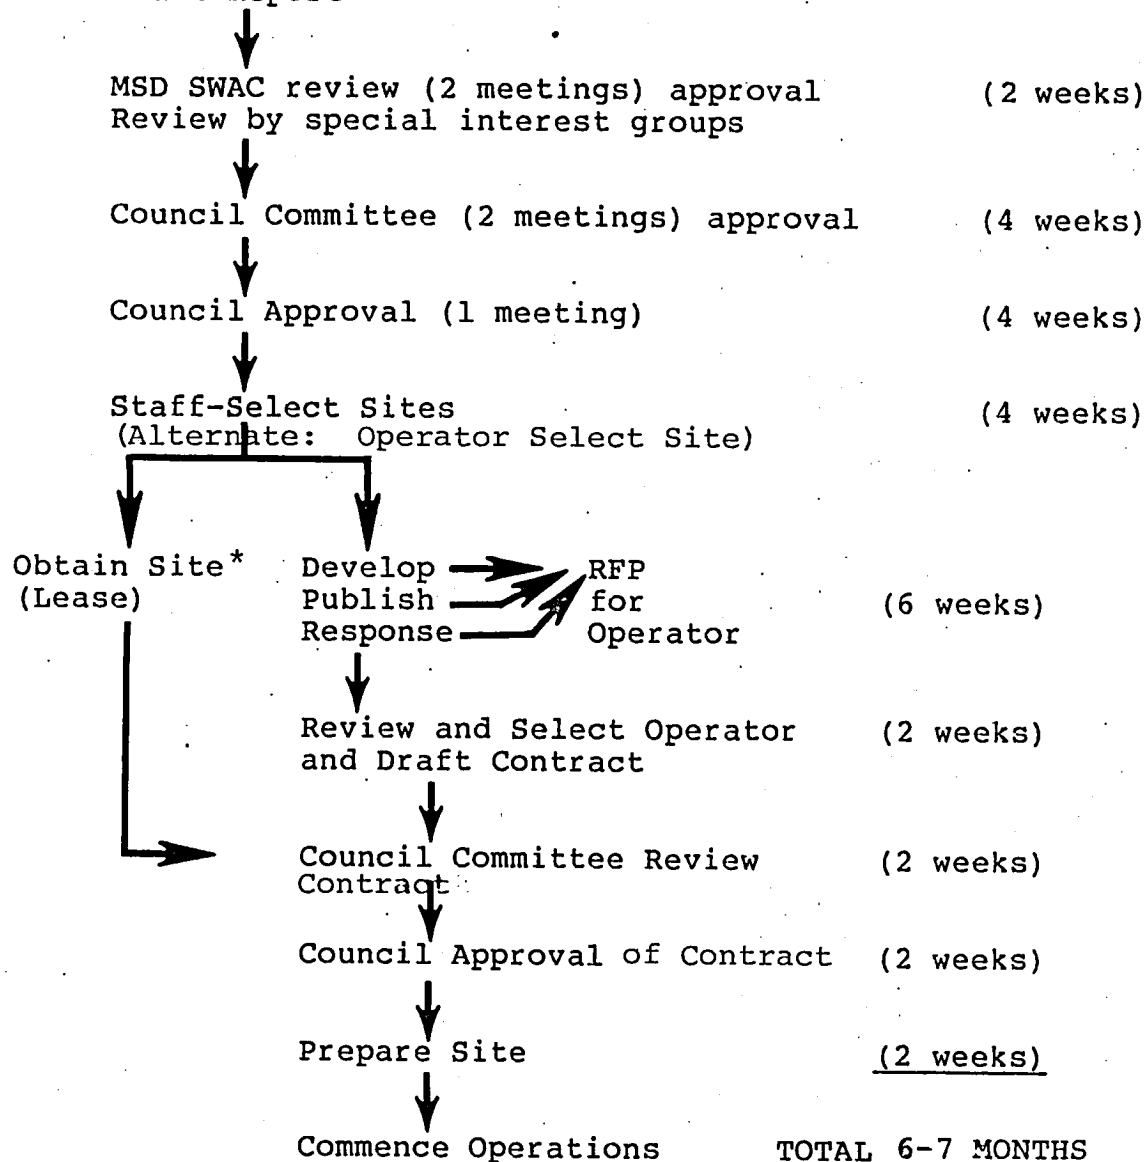 MSD SWAC review (2 meetings) approval (2 weeks)
Review by special interest groups
Council Committee (2 meetings) approval (4 weeks)
Council Approval (1 meeting) (4 weeks)
Staff-Select Sites (4 weeks)
(Alternate: Operator Select Site)
Obtain Site* Develop RFP
(Lease) Publish for (6 weeks)
Response Operator
Review and Select Operator (2 weeks)
and Draft Contract
Council Committee Review (2 weeks)
Contract
Council Approval of Contract (2 weeks)
Prepare Site (2 weeks)
Commence Operations TOTAL 6-7 MONTHS